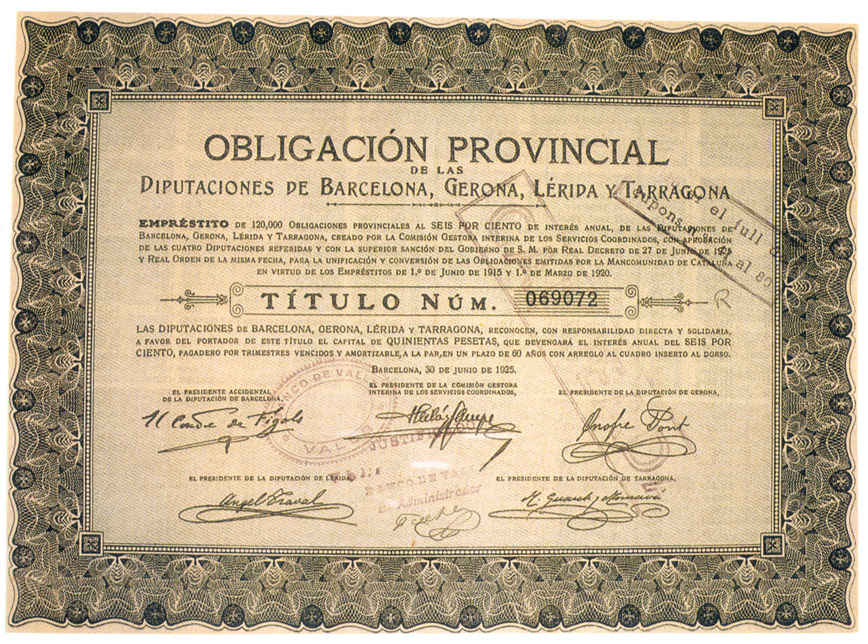 OBLIGACIÓN PROVINCIAL
DE LAS
DIPUTACIONES DE BARCELONA, GERONA, LÉRIDA Y TARRAGONA
EMPRÉSTITO DE 120,000 OBLIGACIONES PROVINCIALES AL SEIS POR CIENTO DE INTERÉS ANUAL, DE LAS DIPUTACIONES DE
BARCELONA, GERONA, LÉRIDA Y TARRAGONA, CREADO POR LA COMISIÓN GESTORA INTERINA DE LOS SERVICIOS COORDINADOS, CON APROBACIÓN
DE LAS CUATRO DIPUTACIONES REFERIDAS Y CON LA SUPERIOR SANCIÓN DEL GOBIERNO DE S. M. POR REAL DECRETO DE 27 DE JUNIO DE 1925
Y REAL ORDEN DE LA MISMA FECHA, PARA LA UNIFICACIÓN Y CONVERSIÓN DE LAS OBLIGACIONES EMITIDAS POR LA MANCOMUNIDAD DE CATALUÑA
EN VIRTUD DE LOS EMPRÉSTITOS DE 1.º DE JUNIO DE 1915 Y 1.º DE MARZO DE 1920.
TÍTULO NÚM. 069072
R
LAS DIPUTACIONES DE BARCELONA, GERONA, LÉRIDA Y TARRAGONA, RECONOCEN, CON RESPONSABILIDAD DIRECTA Y SOLIDARIA,
A FAVOR DEL PORTADOR DE ESTE TÍTULO EL CAPITAL DE QUINIENTAS PESETAS, QUE DEVENGARÁ EL INTERÉS ANUAL DEL SEIS POR
CIENTO, PAGADERO POR TRIMESTRES VENCIDOS Y AMORTIZABLE, A LA PAR, EN UN PLAZO DE 60 AÑOS CON ARREGLO AL CUADRO INSERTO AL DORSO.
BARCELONA, 30 DE JUNIO DE 1925.
EL PRESIDENTE ACCIDENTAL
DE LA DIPUTACIÓN DE BARCELONA,
EL PRESIDENTE DE LA COMISIÓN GESTORA
INTERINA DE LOS SERVICIOS COORDINADOS,
EL PRESIDENTE DE LA DIPUTACIÓN DE GERONA,
El Conde de Fígols
Onofre Pont
EL PRESIDENTE DE LA DIPUTACIÓN DE LÉRIDA,
EL PRESIDENTE DE LA DIPUTACIÓN DE TARRAGONA,
Angel Traval
BANCO DE VALLS
VALLS
El Administrador
el full
cupons
al